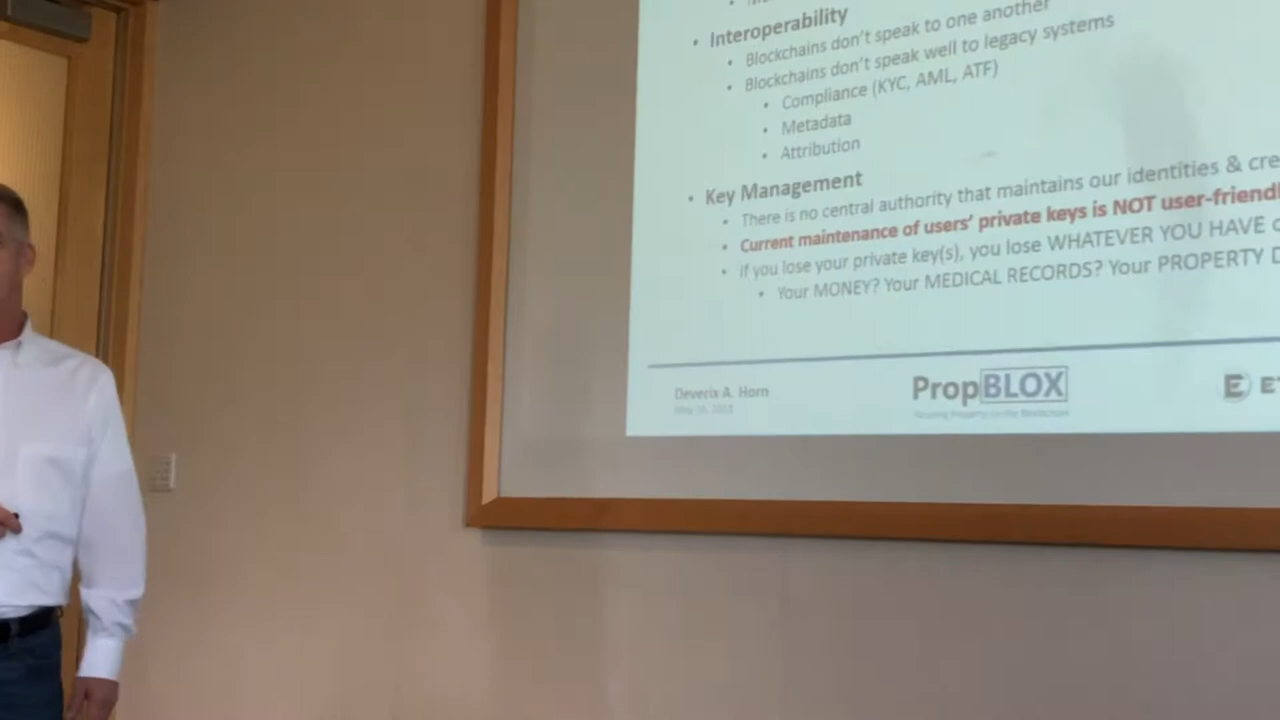 • Interoperability
• Blockchains don't speak to one another
• Blockchains don't speak well to legacy systems
• Compliance (KYC, AML, ATF)
• Metadata
• Attribution
• Key Management
• There is no central authority that maintains our identities & cre
• Current maintenance of users' private keys is NOT user-friendl
• If you lose your private key(s), you lose WHATEVER YOU HAVE
• Your MONEY? Your MEDICAL RECORDS? Your PROPERTY D
Deverix A. Horn
PropBLOX